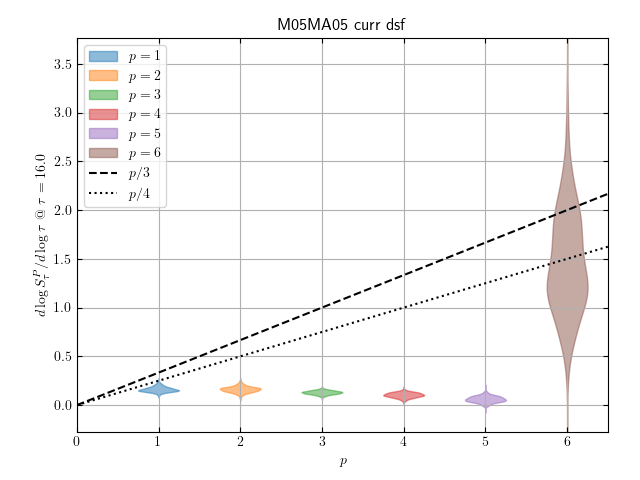 M05MA05 curr dsf
d log S_τ^P / d log τ @ τ = 16.0
3.5
3.0
2.5
2.0
1.5
1.0
0.5
0.0
p = 1
p = 2
p = 3
p = 4
p = 5
p = 6
p/3
p/4
0 1 2 3 4 5 6
p